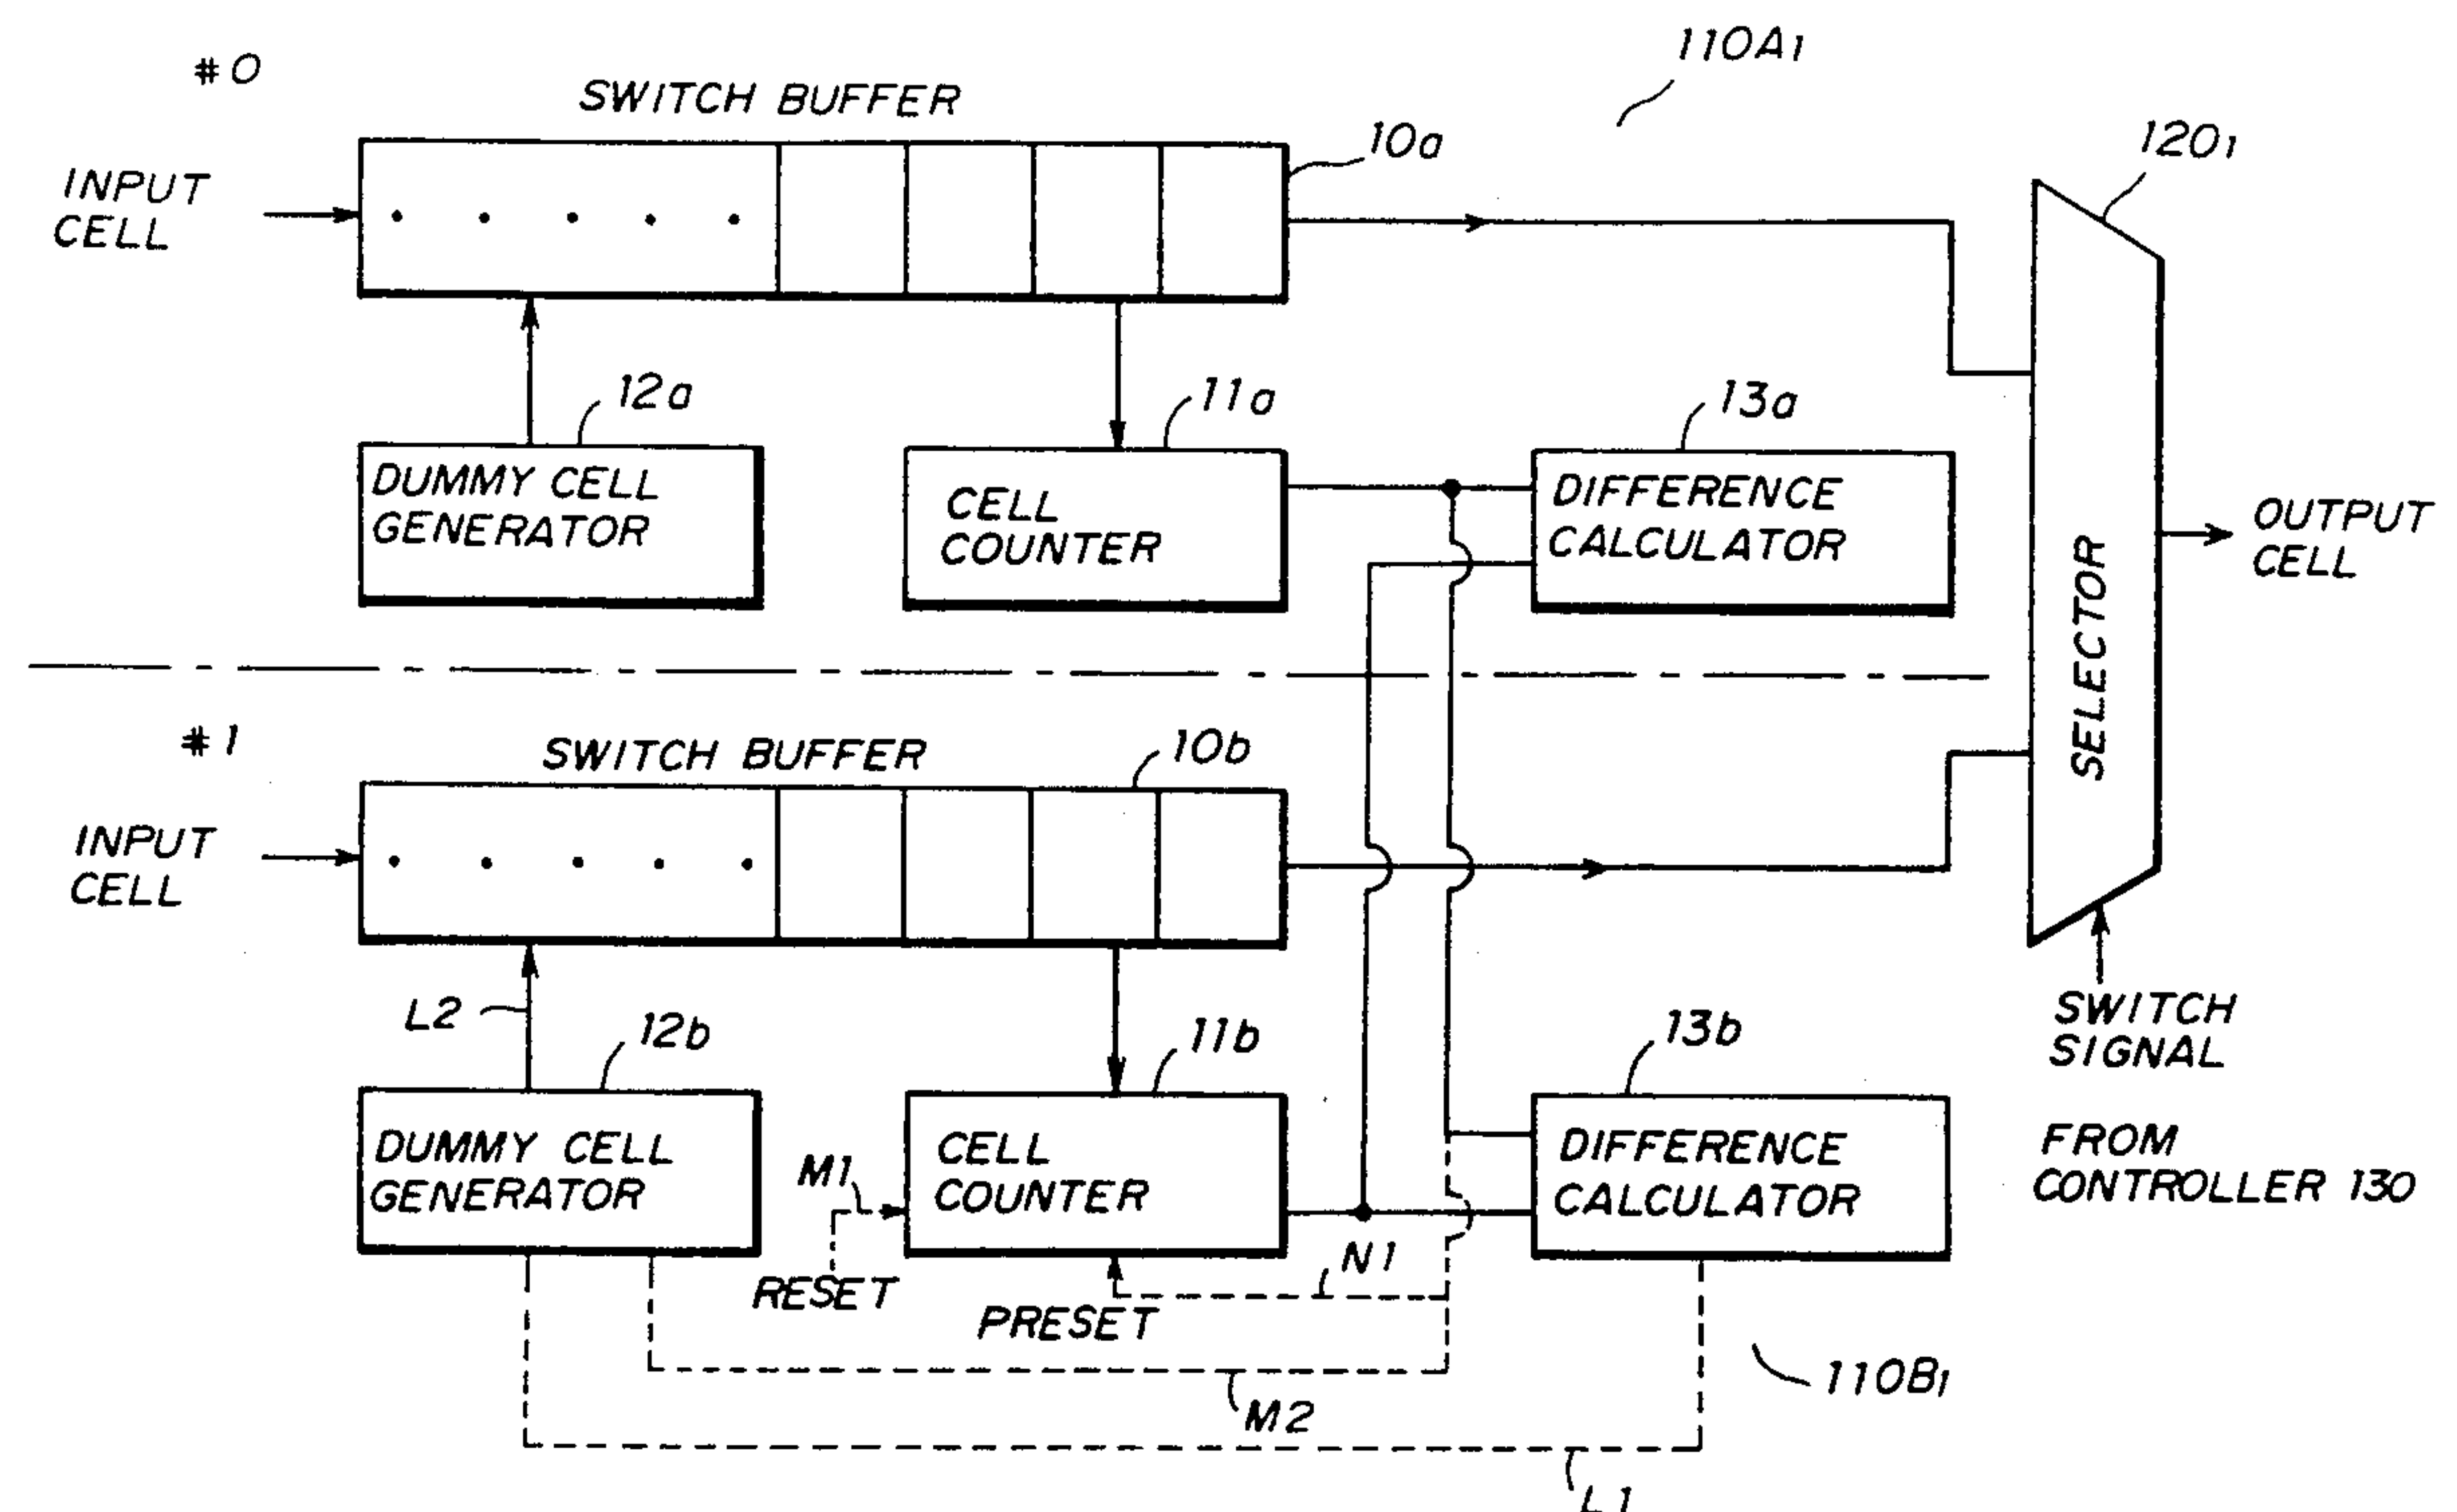 #0
SWITCH BUFFER
110A1
10a
1201
INPUT
CELL
12a
11a
13a
DUMMY CELL
GENERATOR
CELL
COUNTER
DIFFERENCE
CALCULATOR
SELECTOR
OUTPUT
CELL
#1
SWITCH BUFFER
10b
INPUT
CELL
L2
12b
11b
13b
SWITCH
SIGNAL
FROM
CONTROLLER 130
DUMMY CELL
GENERATOR
M1
CELL
COUNTER
DIFFERENCE
CALCULATOR
RESET
PRESET
N1
M2
110B1
L1